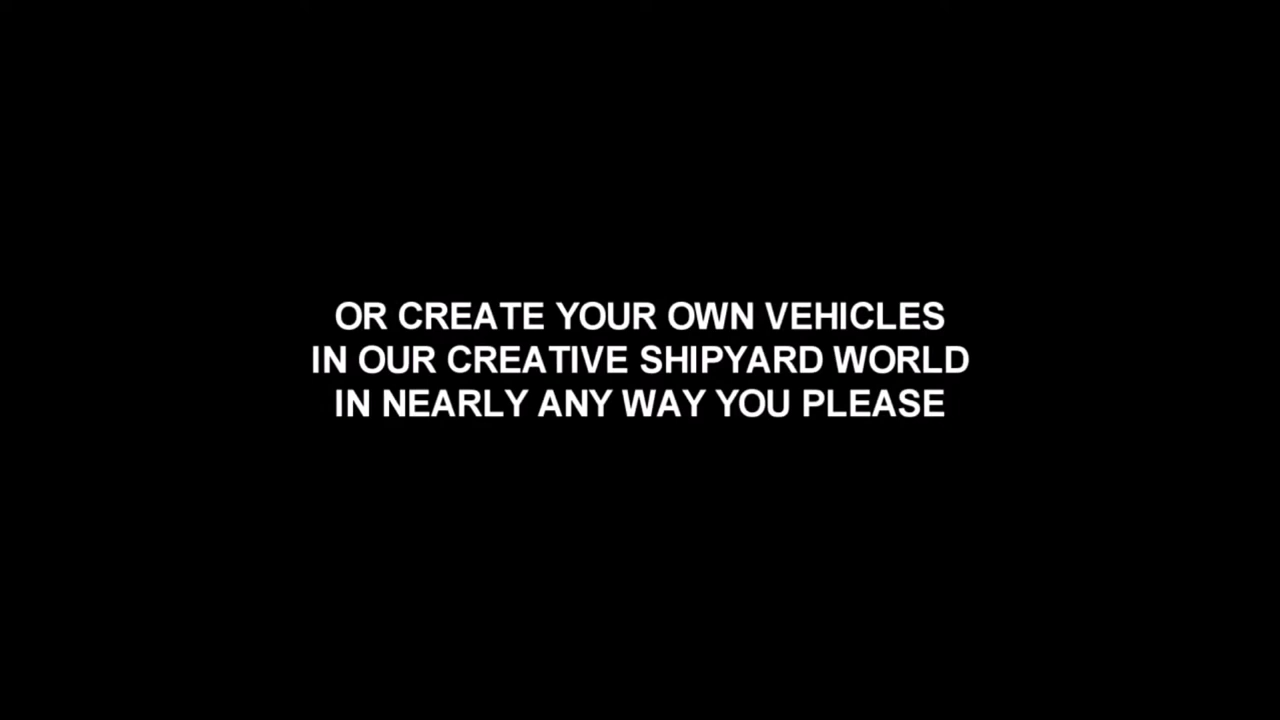 OR CREATE YOUR OWN VEHICLES
IN OUR CREATIVE SHIPYARD WORLD
IN NEARLY ANY WAY YOU PLEASE